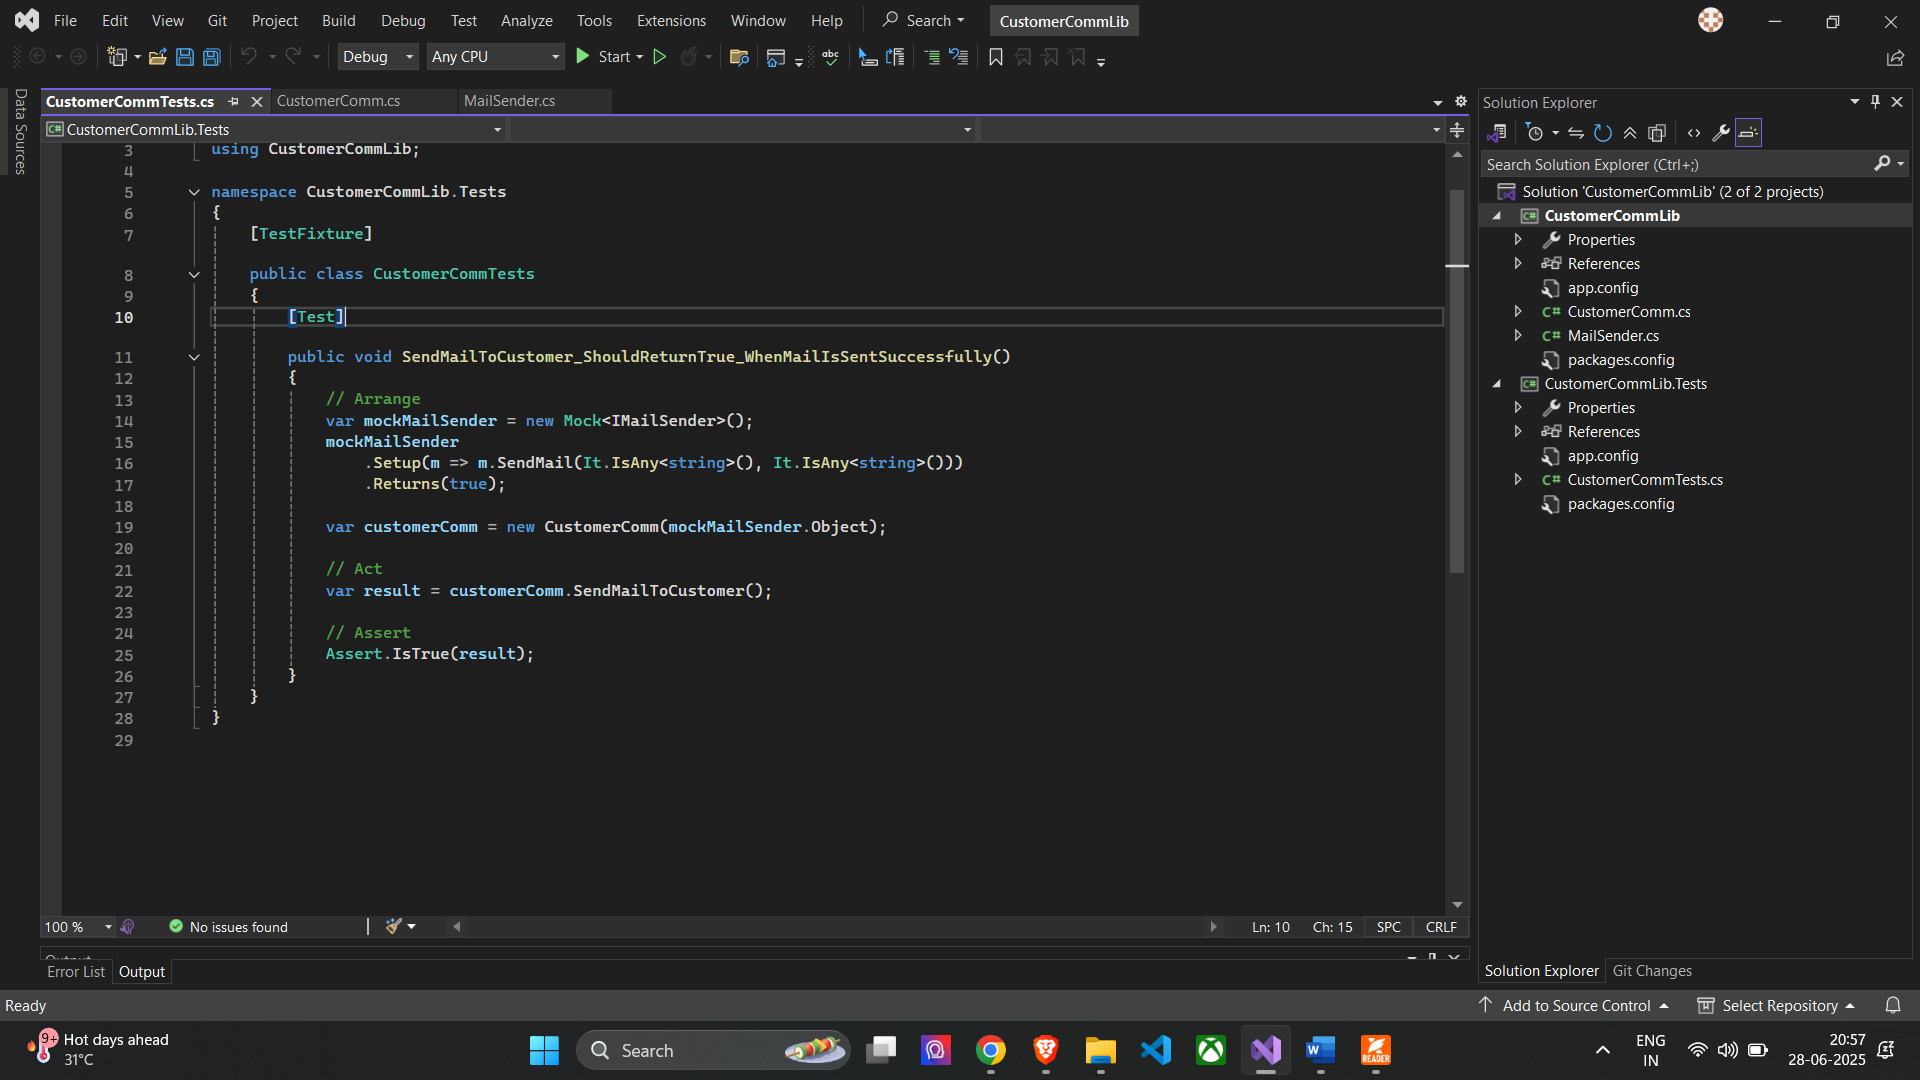 File Edit View Git Project Build Debug Test Analyze Tools Extensions Window Help Search CustomerCommLib
Debug Any CPU Start abc
Data Sources
CustomerCommTests.cs CustomerComm.cs MailSender.cs
C# CustomerCommLib.Tests
3 using CustomerCommLib;
4
5 namespace CustomerCommLib.Tests
6 {
7 [TestFixture]
8 public class CustomerCommTests
9 {
10 [Test]
11 public void SendMailToCustomer_ShouldReturnTrue_WhenMailIsSentSuccessfully()
12 {
13 // Arrange
14 var mockMailSender = new Mock<IMailSender>();
15 mockMailSender
16 .Setup(m => m.SendMail(It.IsAny<string>(), It.IsAny<string>()))
17 .Returns(true);
18
19 var customerComm = new CustomerComm(mockMailSender.Object);
20
21 // Act
22 var result = customerComm.SendMailToCustomer();
23
24 // Assert
25 Assert.IsTrue(result);
26 }
27 }
28 }
29
100 % No issues found Ln: 10 Ch: 15 SPC CRLF
Output
Error List Output
Solution Explorer
Search Solution Explorer (Ctrl+;)
Solution 'CustomerCommLib' (2 of 2 projects)
C# CustomerCommLib
Properties
References
app.config
C# CustomerComm.cs
C# MailSender.cs
packages.config
C# CustomerCommLib.Tests
Properties
References
app.config
C# CustomerCommTests.cs
packages.config
Solution Explorer Git Changes
Ready Add to Source Control Select Repository
9+ Hot days ahead
31°C
Search
W
READER
ENG
IN
20:57
28-06-2025